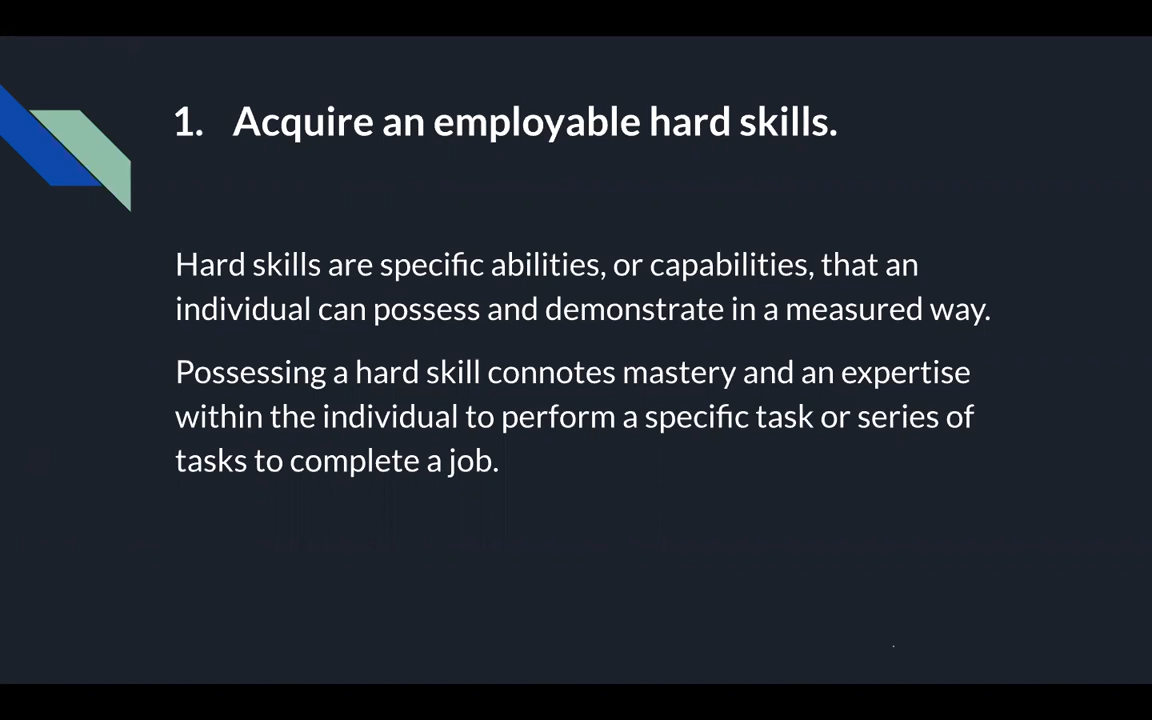 1. Acquire an employable hard skills.
Hard skills are specific abilities, or capabilities, that an
individual can possess and demonstrate in a measured way.
Possessing a hard skill connotes mastery and an expertise
within the individual to perform a specific task or series of
tasks to complete a job.